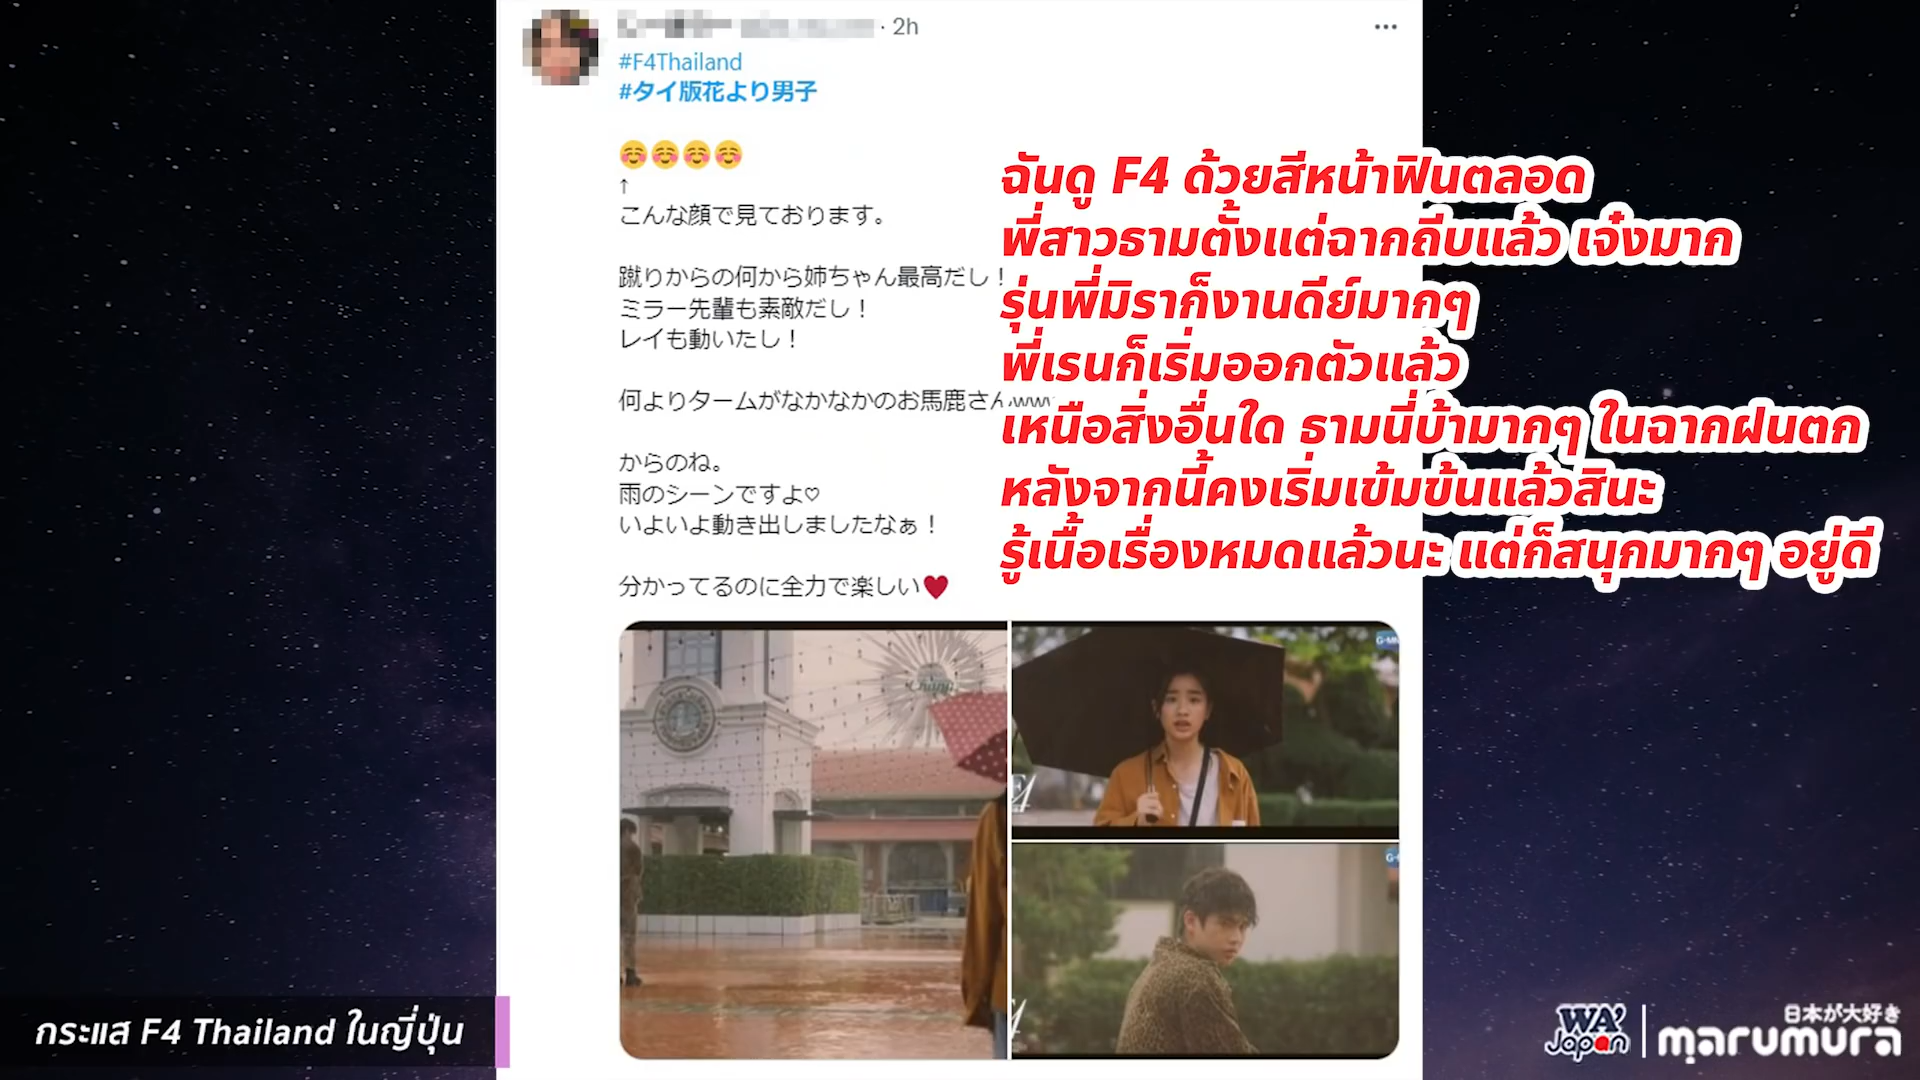 · 2h
#F4Thailand
#タイ版花より男子
↑
こんな顔で見ております。
蹴りからの何から姉ちゃん最高だし！
ミラー先輩も素敵だし！
レイも動いたし！
何よりタームがなかなかのお馬鹿さんwww
からのね。
雨のシーンですよ♡
いよいよ動き出しましたなぁ！
分かってるのに全力で楽しい♥
ฉันดู F4 ด้วยสีหน้าฟินตลอด
พี่สาวธามตั้งแต่ฉากถีบแล้ว เจ๋งมาก
รุ่นพี่มิราก็งานดีย์มากๆ
พี่เรนก็เริ่มออกตัวแล้ว
เหนือสิ่งอื่นใด ธามนี่บ้ามากๆ ในฉากฝนตก
หลังจากนี้คงเริ่มเข้มข้นแล้วสินะ
รู้เนื้อเรื่องหมดแล้วนะ แต่ก็สนุกมากๆ อยู่ดี
กระแส F4 Thailand ในญี่ปุ่น
WA' Japan
日本が大好き
marumura